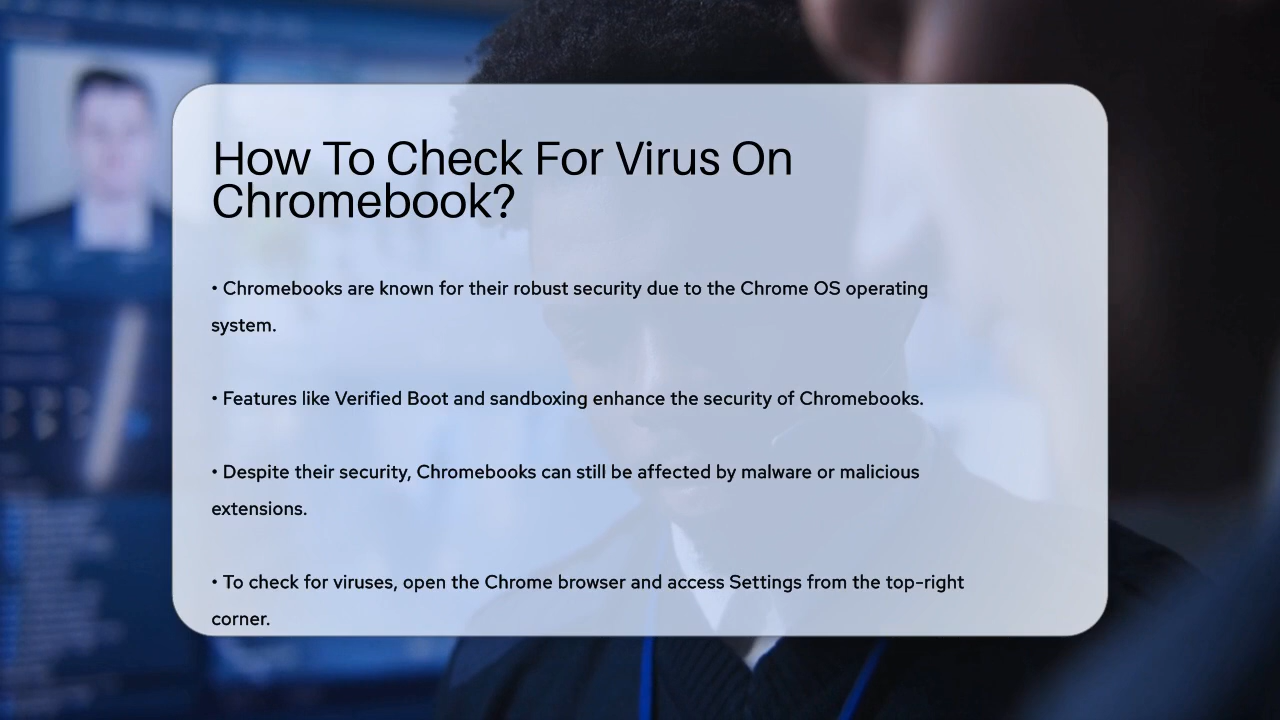 How To Check For Virus On
Chromebook?
• Chromebooks are known for their robust security due to the Chrome OS operating
system.
• Features like Verified Boot and sandboxing enhance the security of Chromebooks.
• Despite their security, Chromebooks can still be affected by malware or malicious
extensions.
• To check for viruses, open the Chrome browser and access Settings from the top-right
corner.